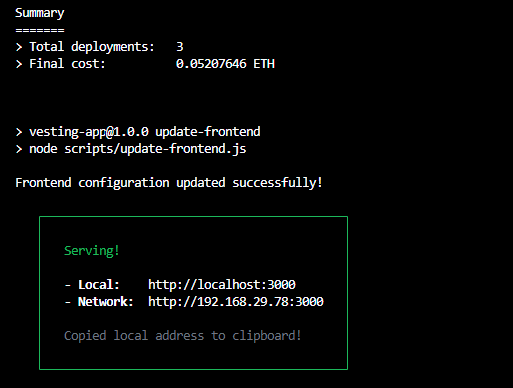 Summary
=======
> Total deployments:   3
> Final cost:          0.05207646 ETH
> vesting-app@1.0.0 update-frontend
> node scripts/update-frontend.js
Frontend configuration updated successfully!
Serving!
- Local:    http://localhost:3000
- Network:  http://192.168.29.78:3000
Copied local address to clipboard!